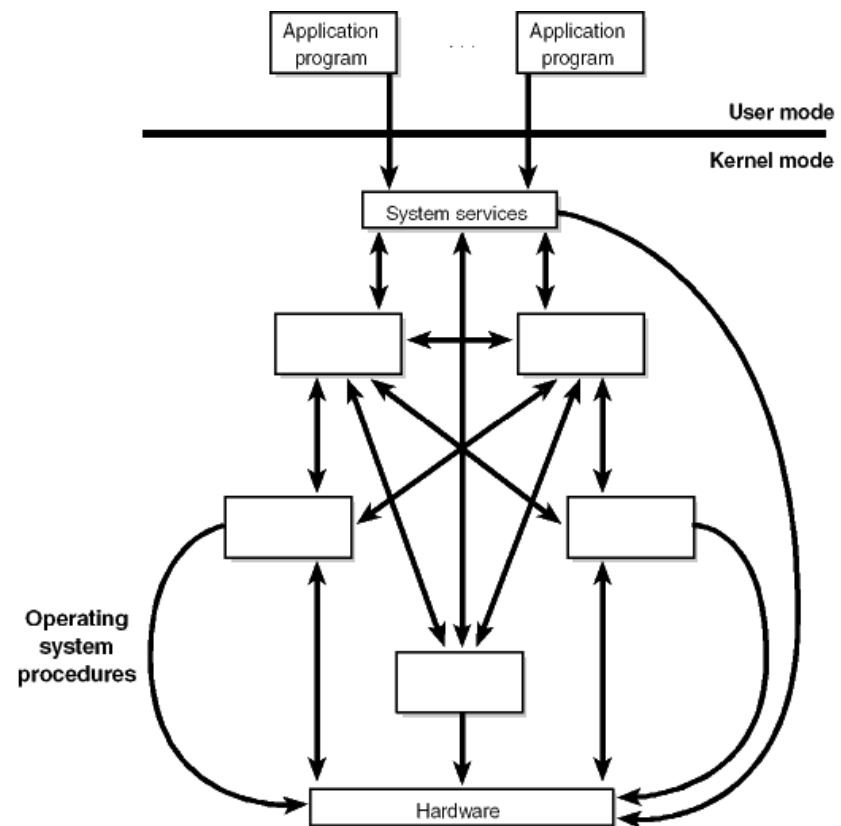 Application
program
. . .
Application
program
User mode
Kernel mode
System services
Operating
system
procedures
Hardware